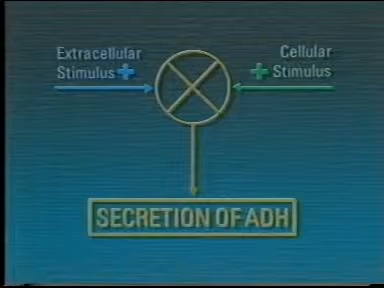 Extracellular
Stimulus +
Cellular
+ Stimulus
SECRETION OF ADH